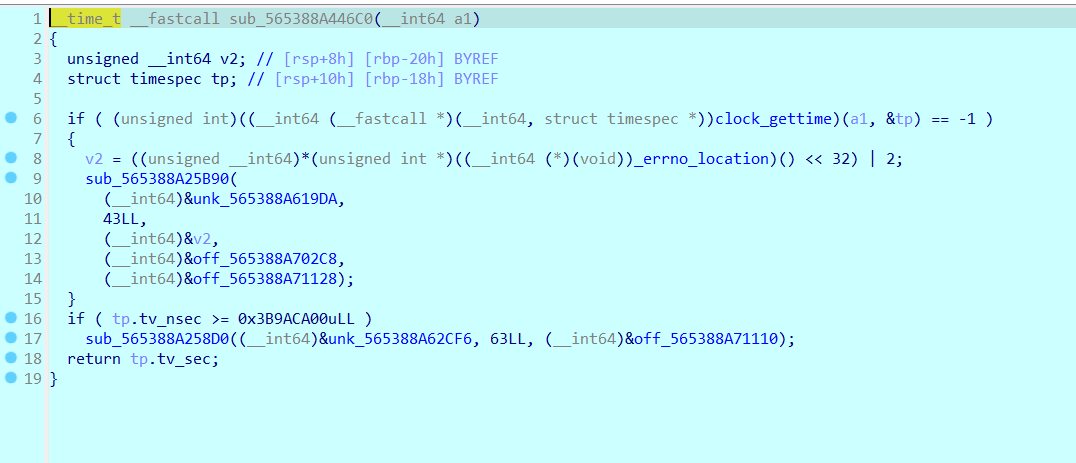 1 __time_t __fastcall sub_565388A446C0(__int64 a1)
2 {
3 unsigned __int64 v2; // [rsp+8h] [rbp-20h] BYREF
4 struct timespec tp; // [rsp+10h] [rbp-18h] BYREF
5
6 if ( (unsigned int)((__int64 (__fastcall *)(__int64, struct timespec *))clock_gettime)(a1, &tp) == -1 )
7 {
8 v2 = ((unsigned __int64)*(unsigned int *)((__int64 (*)(void))_errno_location)() << 32) | 2;
9 sub_565388A25B90(
10 (__int64)&unk_565388A619DA,
11 43LL,
12 (__int64)&v2,
13 (__int64)&off_565388A702C8,
14 (__int64)&off_565388A71128);
15 }
16 if ( tp.tv_nsec >= 0x3B9ACA00uLL )
17 sub_565388A258D0((__int64)&unk_565388A62CF6, 63LL, (__int64)&off_565388A71110);
18 return tp.tv_sec;
19 }